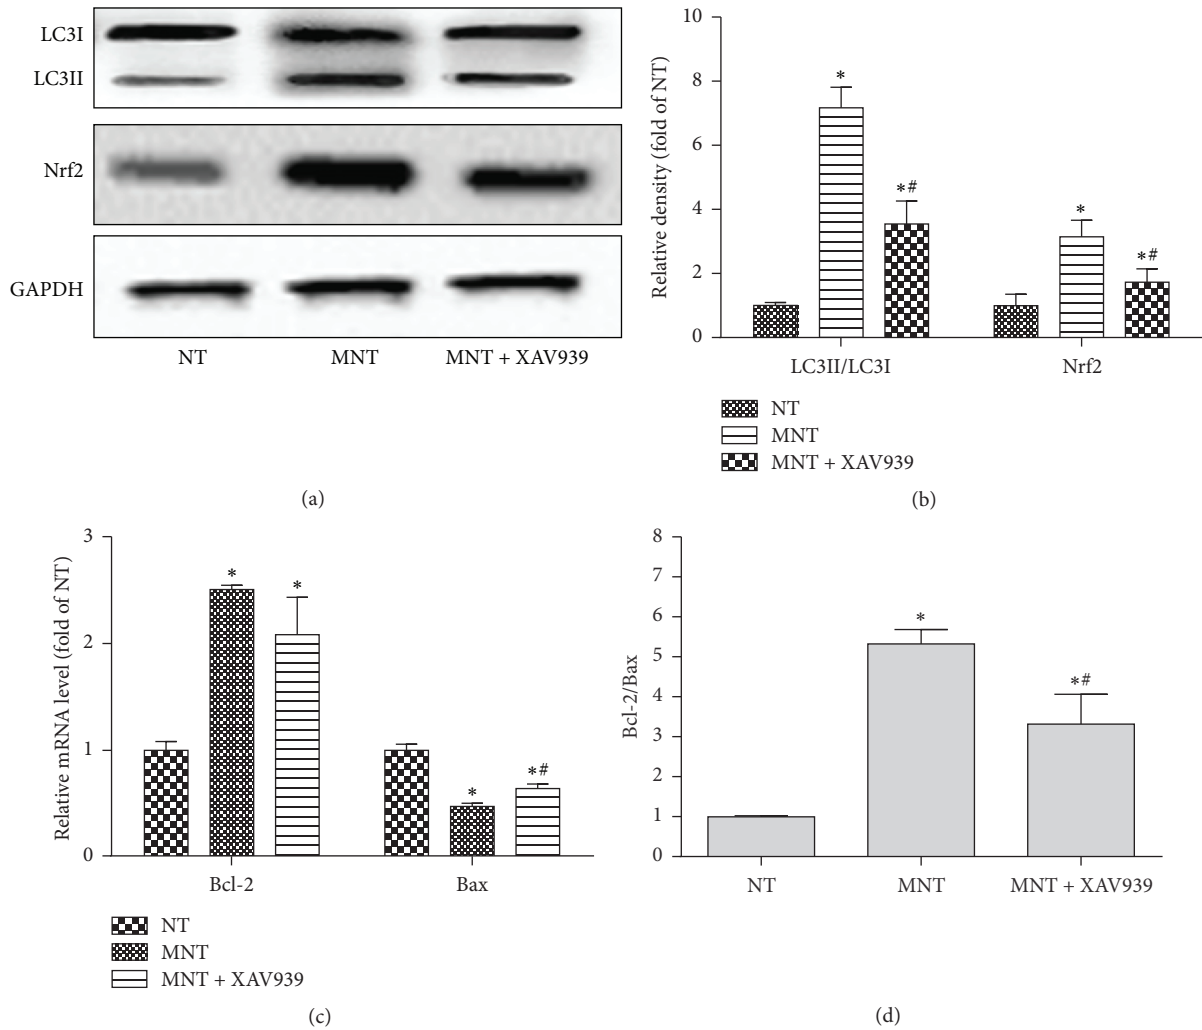 LC3I
LC3II
Nrf2
GAPDH
NT MNT MNT + XAV939
(a)
Relative density (fold of NT)
10
8
6
4
2
0
*
*#
*
*#
LC3II/LC3I Nrf2
NT
MNT
MNT + XAV939
(b)
Relative mRNA level (fold of NT)
3
2
1
0
*
*
*
*#
Bcl-2 Bax
NT
MNT
MNT + XAV939
(c)
Bcl-2/Bax
8
7
6
5
4
3
2
1
0
*
*#
NT MNT MNT + XAV939
(d)